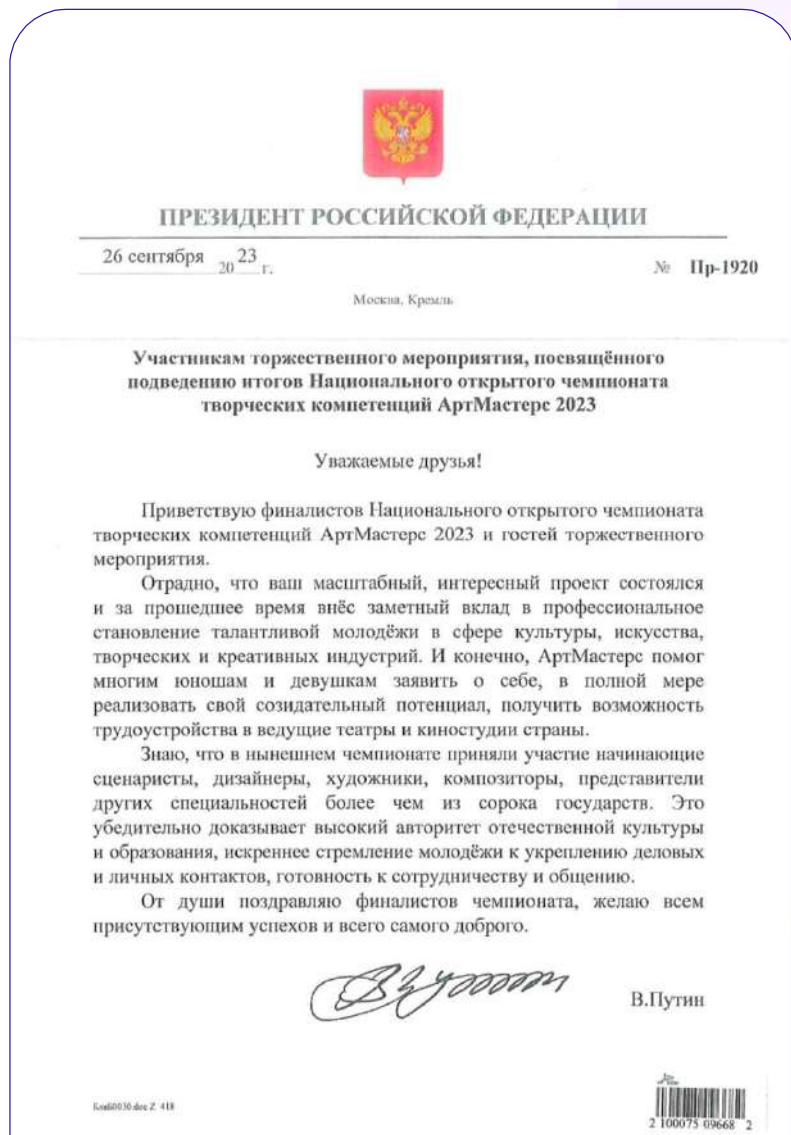 ПРЕЗИДЕНТ РОССИЙСКОЙ ФЕДЕРАЦИИ
26 сентября 2023 г.
№ Пр-1920
Москва, Кремль
Участникам торжественного мероприятия, посвящённого
подведению итогов Национального открытого чемпионата
творческих компетенций АртМастерс 2023
Уважаемые друзья!
Приветствую финалистов Национального открытого чемпионата
творческих компетенций АртМастерс 2023 и гостей торжественного
мероприятия.
Отрадно, что ваш масштабный, интересный проект состоялся
и за прошедшее время внёс заметный вклад в профессиональное
становление талантливой молодёжи в сфере культуры, искусства,
творческих и креативных индустрий. И конечно, АртМастерс помог
многим юношам и девушкам заявить о себе, в полной мере
реализовать свой созидательный потенциал, получить возможность
трудоустройства в ведущие театры и киностудии страны.
Знаю, что в нынешнем чемпионате приняли участие начинающие
сценаристы, дизайнеры, художники, композиторы, представители
других специальностей более чем из сорока государств. Это
убедительно доказывает высокий авторитет отечественной культуры
и образования, искреннее стремление молодёжи к укреплению деловых
и личных контактов, готовность к сотрудничеству и общению.
От души поздравляю финалистов чемпионата, желаю всем
присутствующим успехов и всего самого доброго.
В.Путин
2 100075 09668 2